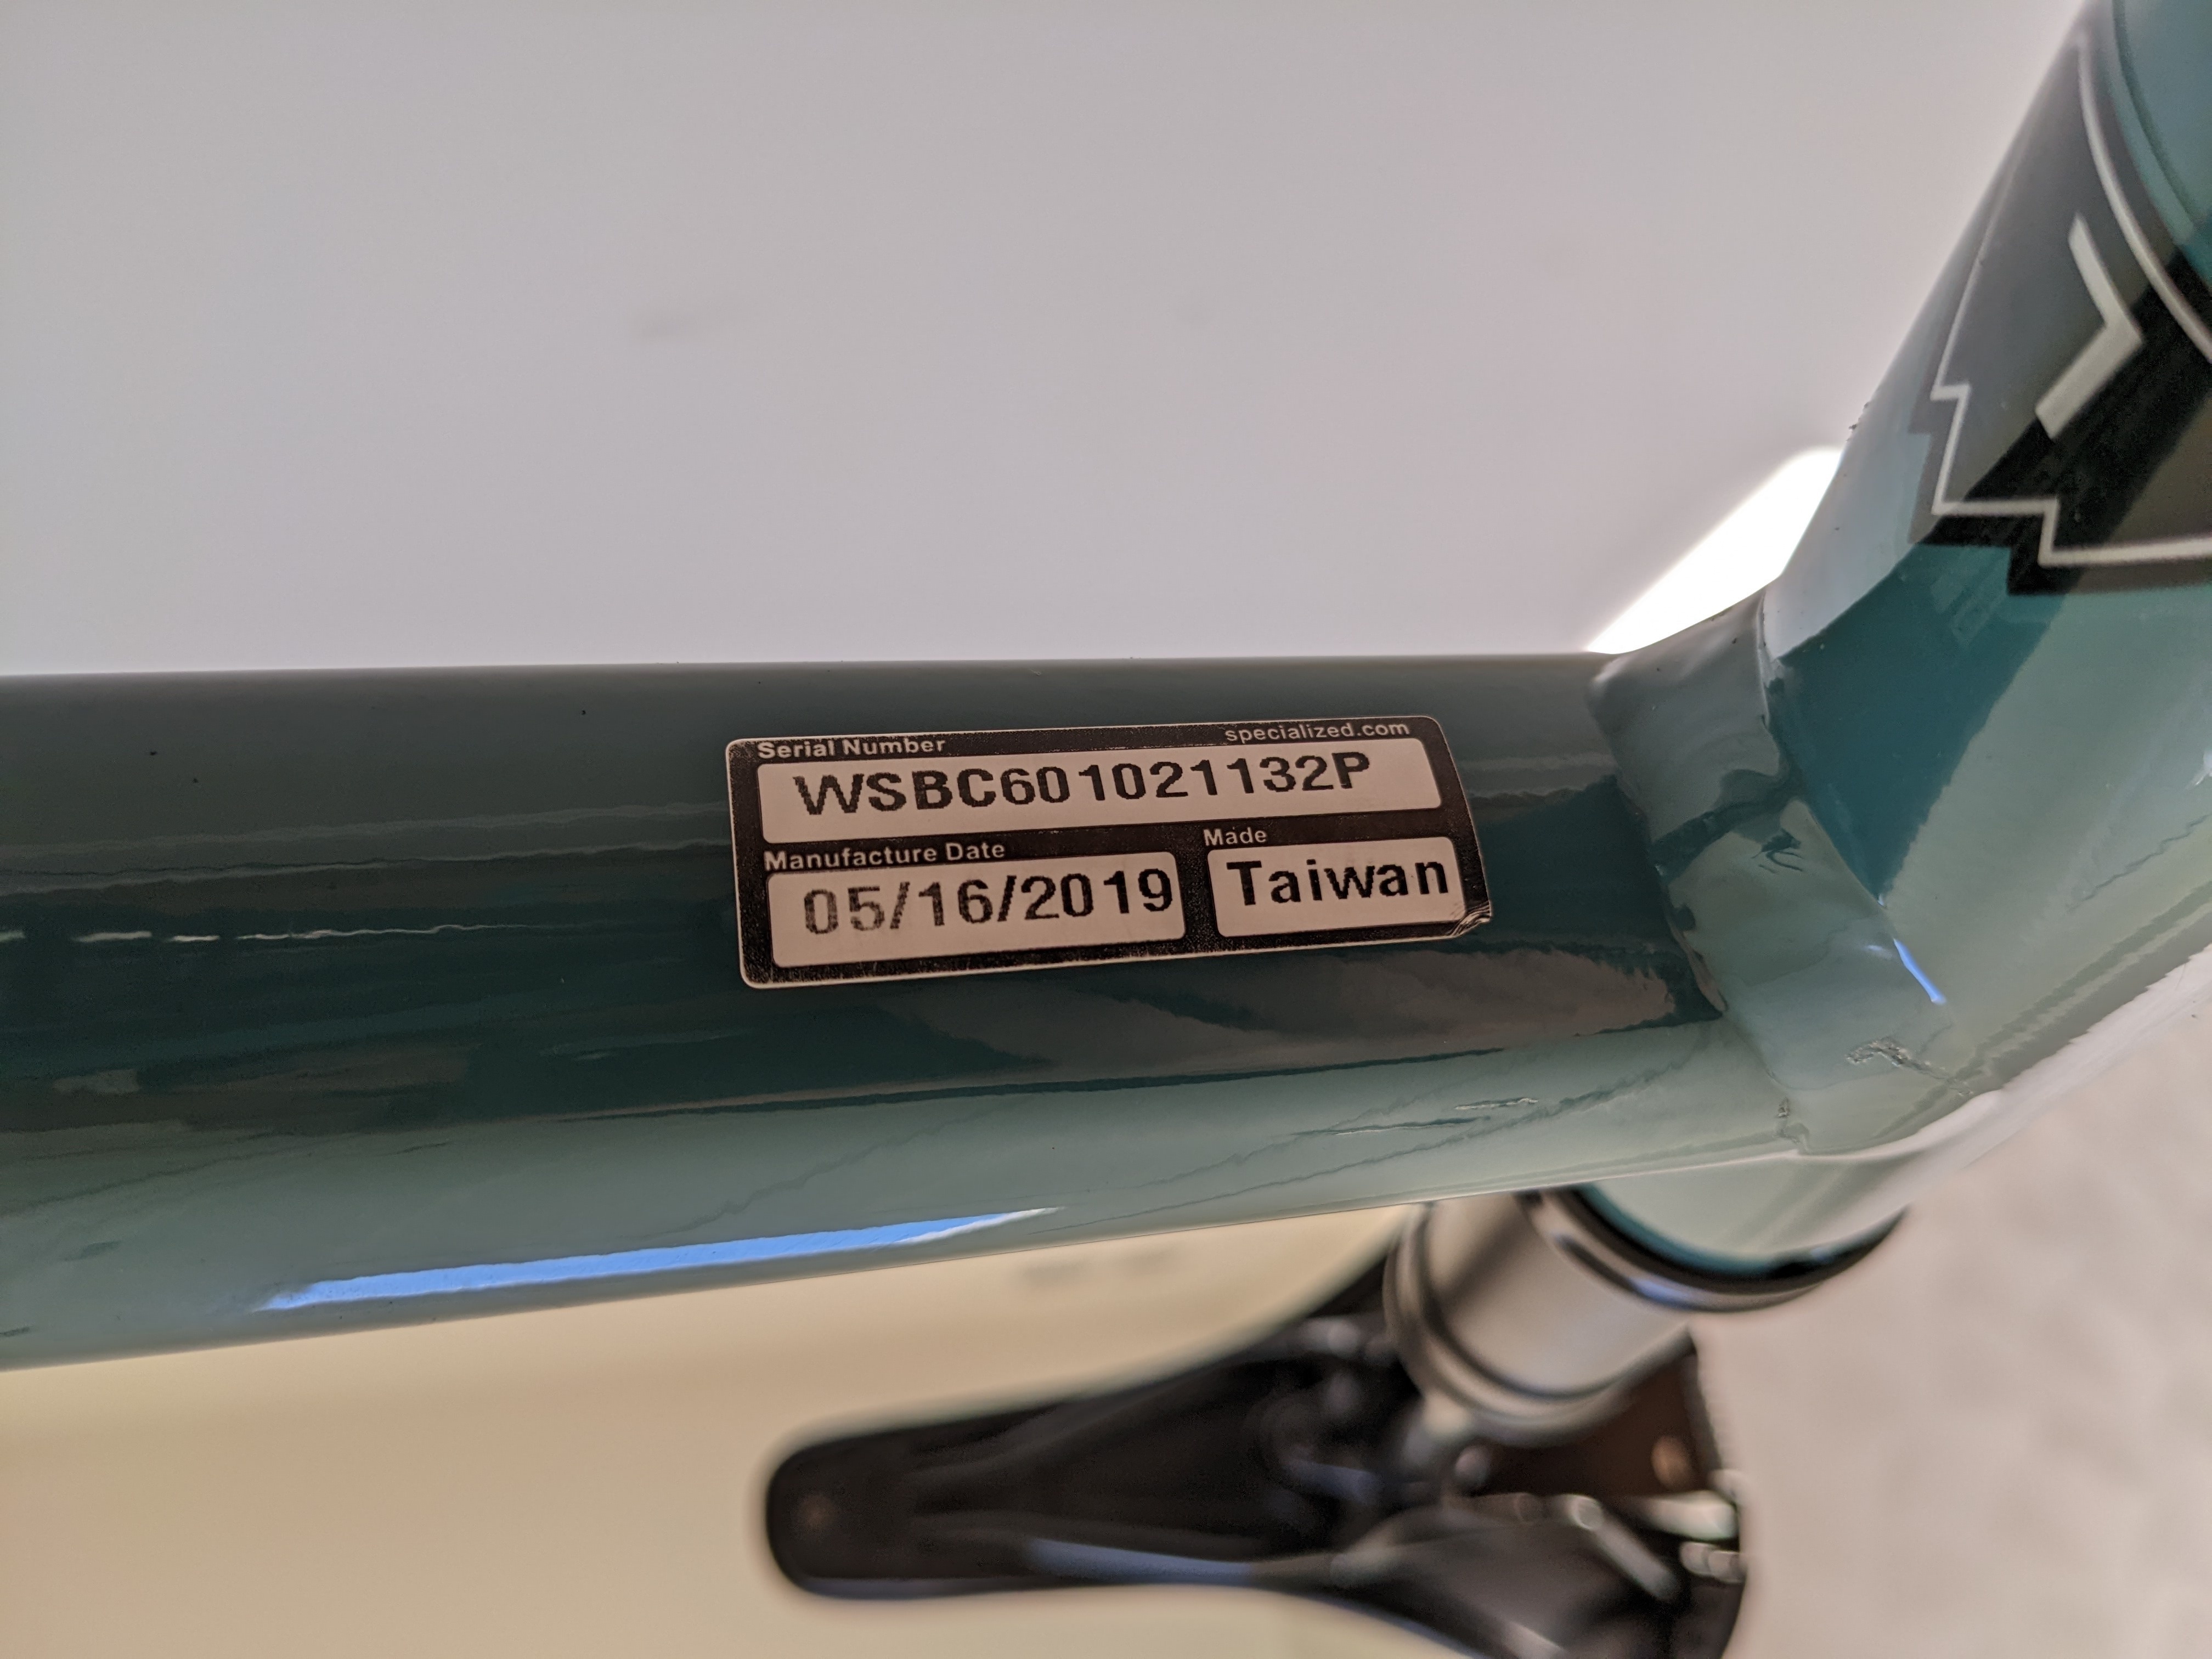 Serial Number specialized.com
WSBC601021132P
Manufacture Date Made
05/16/2019 Taiwan